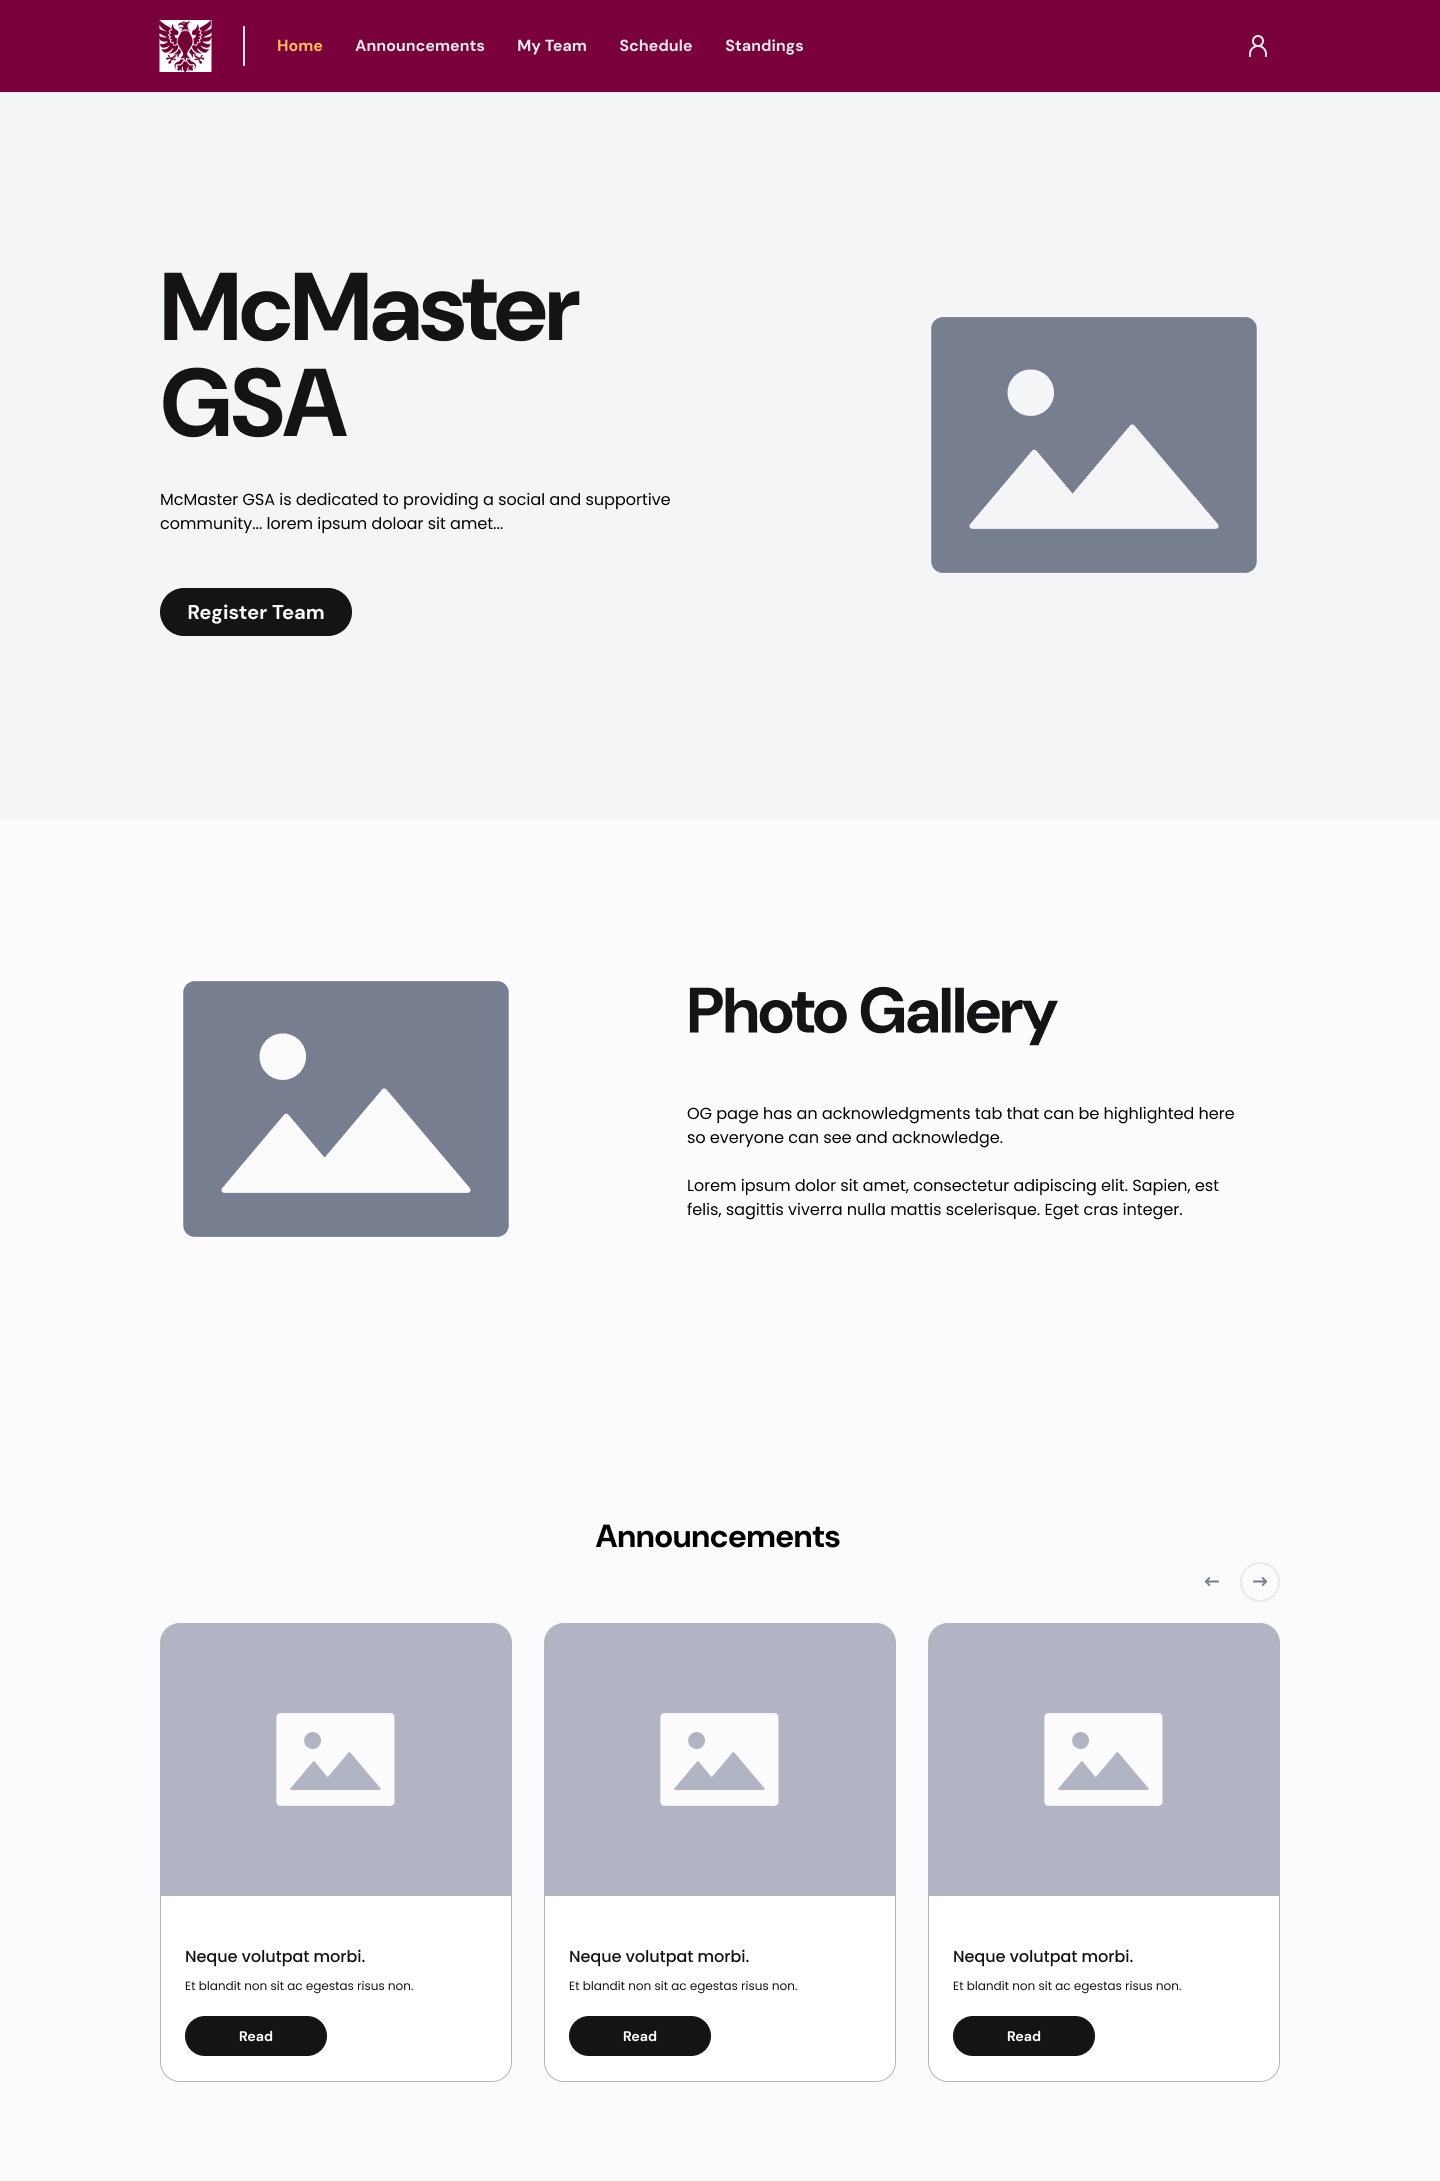 Home Announcements My Team Schedule Standings
McMaster
GSA
McMaster GSA is dedicated to providing a social and supportive
community... lorem ipsum doloar sit amet...
Register Team
Photo Gallery
OG page has an acknowledgments tab that can be highlighted here
so everyone can see and acknowledge.
Lorem ipsum dolor sit amet, consectetur adipiscing elit. Sapien, est
felis, sagittis viverra nulla mattis scelerisque. Eget cras integer.
Announcements
Neque volutpat morbi.
Et blandit non sit ac egestas risus non.
Read
Neque volutpat morbi.
Et blandit non sit ac egestas risus non.
Read
Neque volutpat morbi.
Et blandit non sit ac egestas risus non.
Read